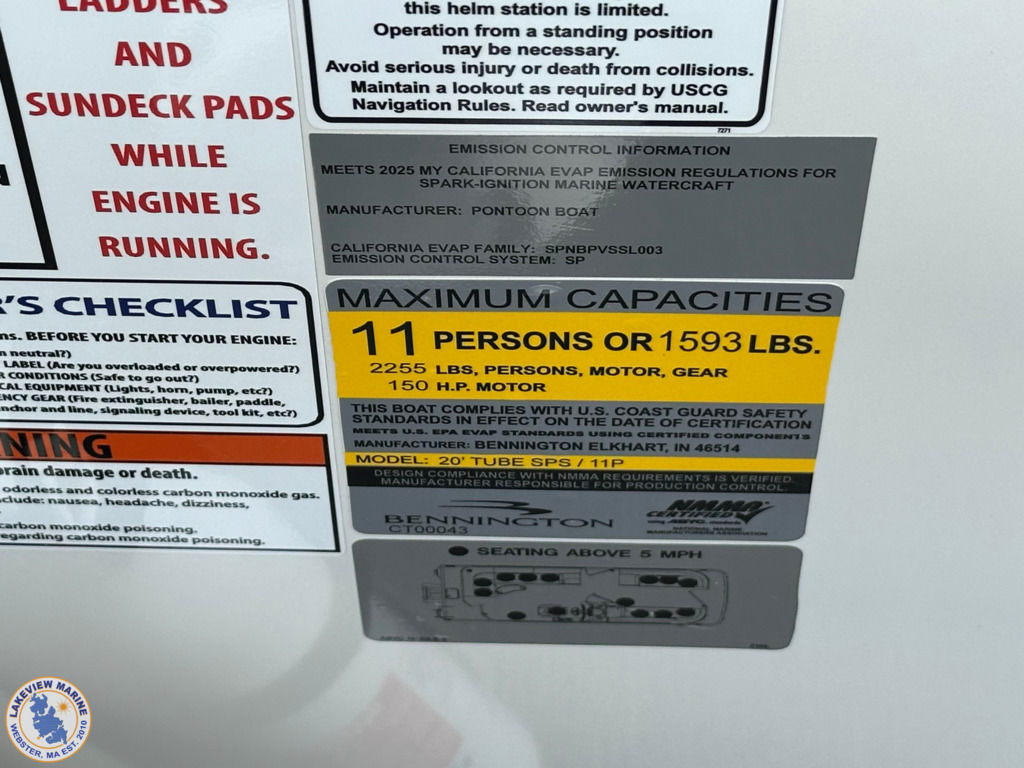 LADDERS
AND
SUNDECK PADS
WHILE
ENGINE IS
RUNNING.
this helm station is limited.
Operation from a standing position
may be necessary.
Avoid serious injury or death from collisions.
Maintain a lookout as required by USCG
Navigation Rules. Read owner's manual.
7271
EMISSION CONTROL INFORMATION
MEETS 2025 MY CALIFORNIA EVAP EMISSION REGULATIONS FOR
SPARK-IGNITION MARINE WATERCRAFT
MANUFACTURER: PONTOON BOAT
CALIFORNIA EVAP FAMILY: SPNBPVSSL003
EMISSION CONTROL SYSTEM: SP
R'S CHECKLIST
ns. BEFORE YOU START YOUR ENGINE:
n neutral?)
LABEL (Are you overloaded or overpowered?)
R CONDITIONS (Safe to go out?)
CAL EQUIPMENT (Lights, horn, pump, etc?)
ENCY GEAR (Fire extinguisher, bailer, paddle,
nchor and line, signaling device, tool kit, etc?)
NING
brain damage or death.
odorless and colorless carbon monoxide gas.
clude: nausea, headache, dizziness,
carbon monoxide poisoning.
egarding carbon monoxide poisoning.
MAXIMUM CAPACITIES
11 PERSONS OR 1593 LBS.
2255 LBS, PERSONS, MOTOR, GEAR
150 H.P. MOTOR
THIS BOAT COMPLIES WITH U.S. COAST GUARD SAFETY
STANDARDS IN EFFECT ON THE DATE OF CERTIFICATION
MEETS U.S. EPA EVAP STANDARDS USING CERTIFIED COMPONENTS
MANUFACTURER: BENNINGTON ELKHART, IN 46514
MODEL: 20' TUBE SPS / 11P
DESIGN COMPLIANCE WITH NMMA REQUIREMENTS IS VERIFIED.
MANUFACTURER RESPONSIBLE FOR PRODUCTION CONTROL.
BENNINGTON
CT00043
NMMA
CERTIFIED
using ABYC standards
NATIONAL MARINE
MANUFACTURERS ASSOCIATION
SEATING ABOVE 5 MPH
LAKEVIEW MARINE
WEBSTER, MA EST. 2010